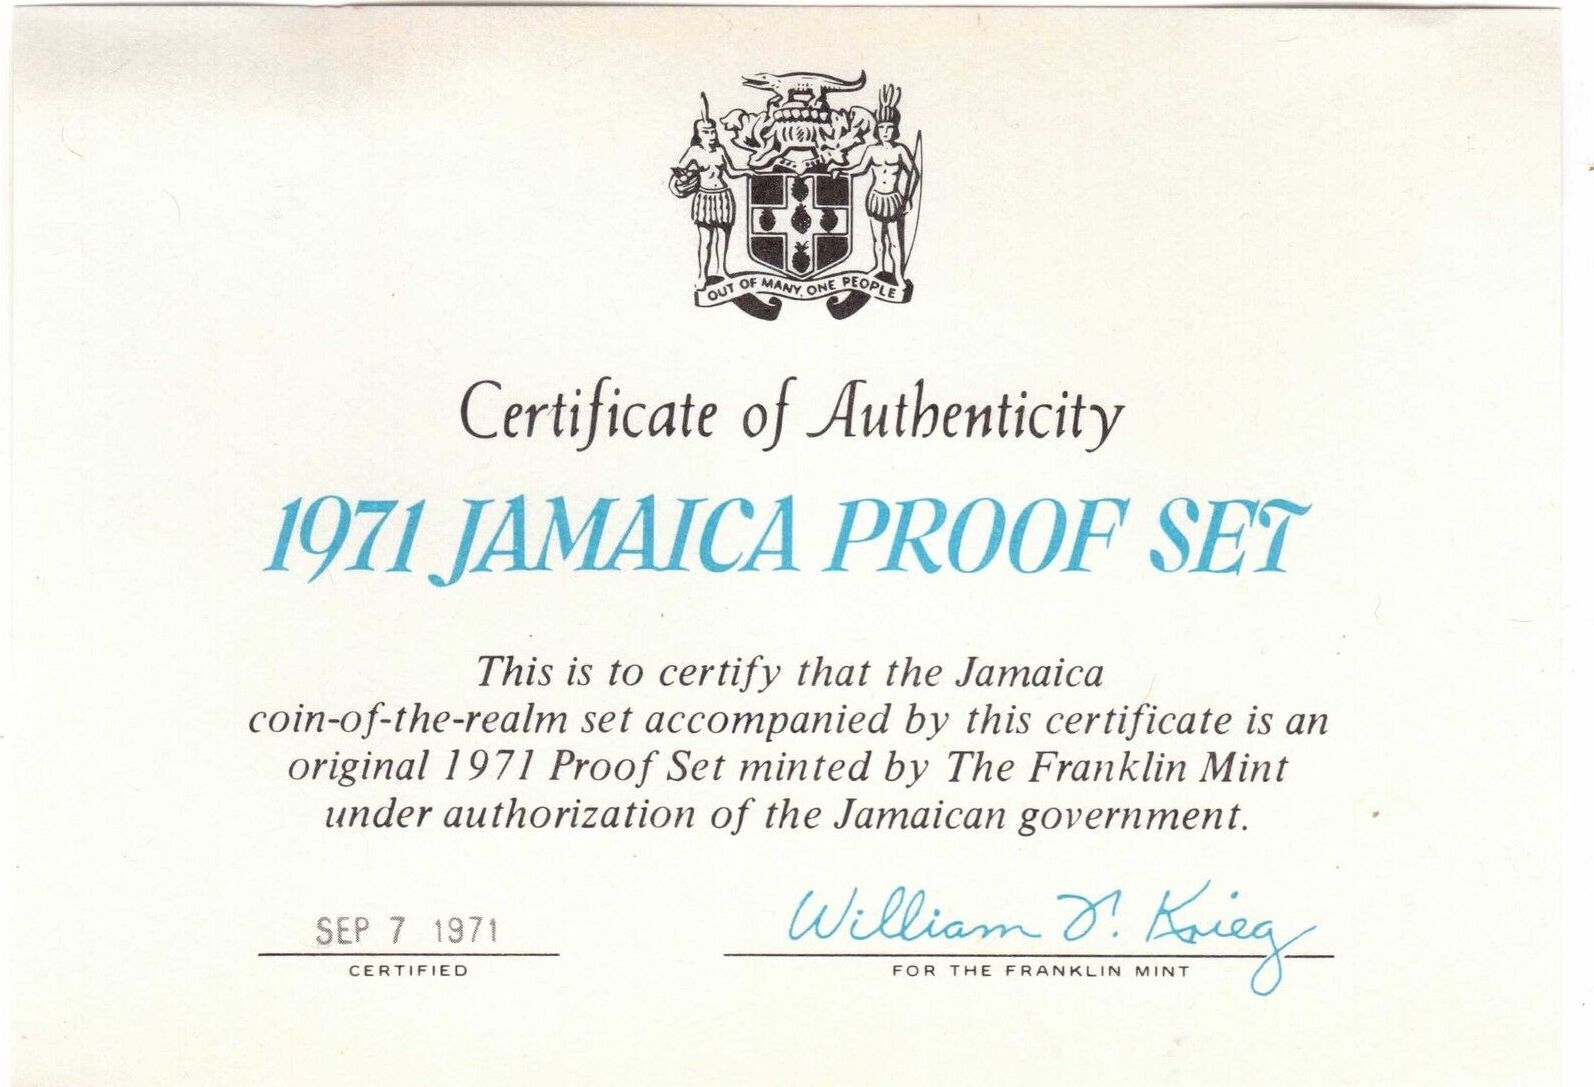 OUT OF MANY, ONE PEOPLE
Certificate of Authenticity
1971 JAMAICA PROOF SET
This is to certify that the Jamaica
coin-of-the-realm set accompanied by this certificate is an
original 1971 Proof Set minted by The Franklin Mint
under authorization of the Jamaican government.
SEP 7 1971
CERTIFIED
William T. Krieg
FOR THE FRANKLIN MINT